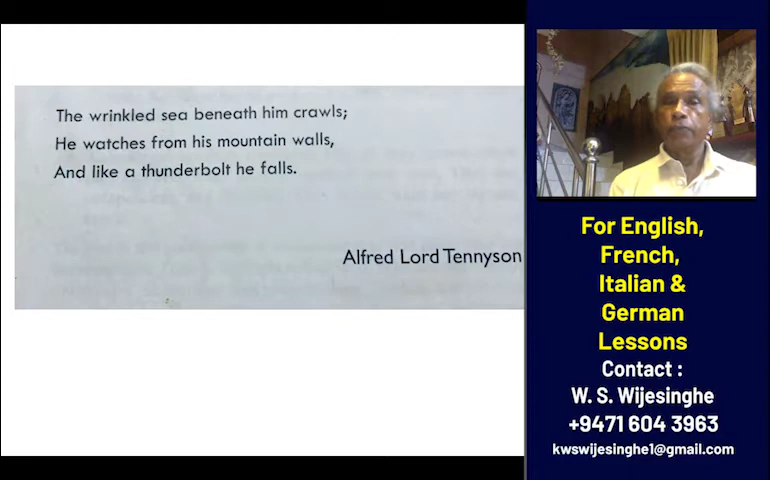 The wrinkled sea beneath him crawls;
He watches from his mountain walls,
And like a thunderbolt he falls.
Alfred Lord Tennyson
For English,
French,
Italian &
German
Lessons
Contact :
W. S. Wijesinghe
+9471 604 3963
kwswijesinghe1@gmail.com